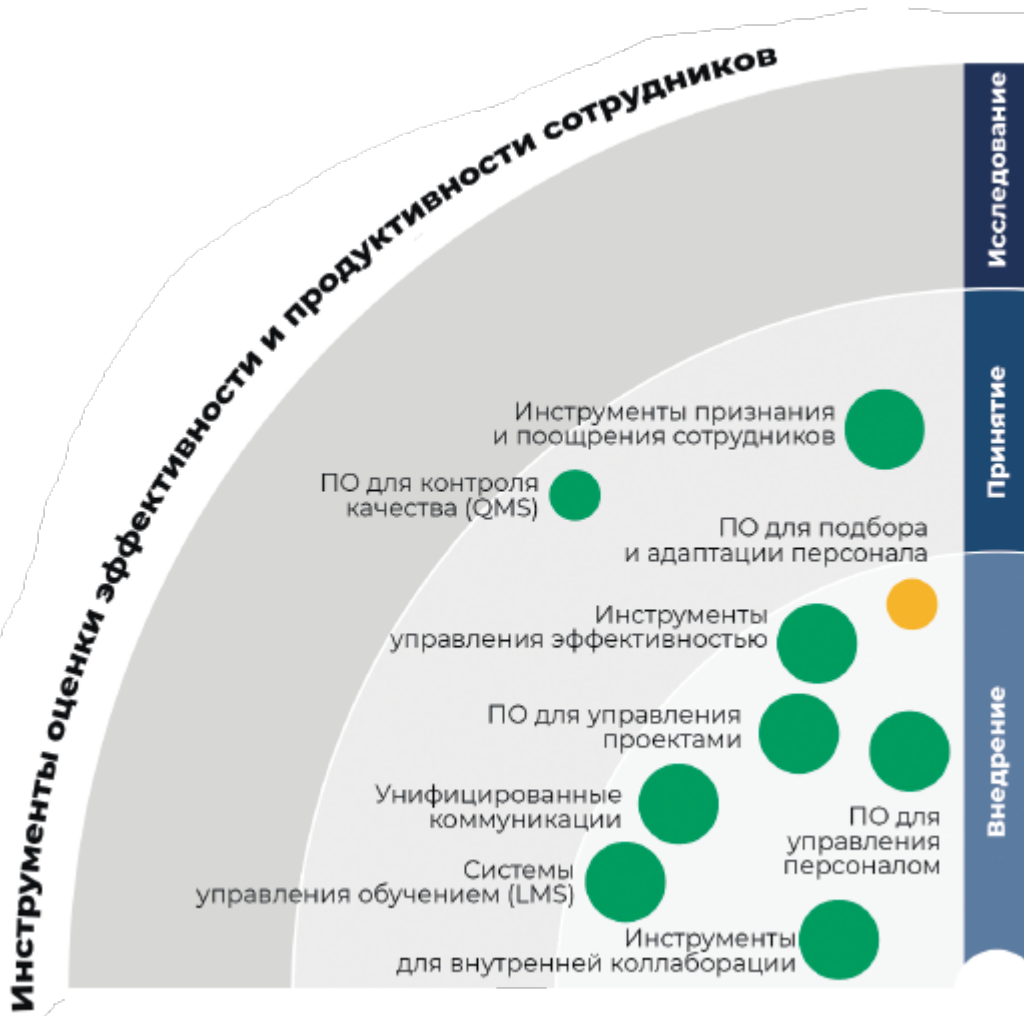 Инструменты оценки эффективности и продуктивности сотрудников
Исследование
Принятие
Внедрение
Инструменты признания
и поощрения сотрудников
ПО для контроля
качества (QMS)
ПО для подбора
и адаптации персонала
Инструменты
управления эффективностью
ПО для управления
проектами
Унифицированные
коммуникации
ПО для
управления
персоналом
Системы
управления обучением (LMS)
Инструменты
для внутренней коллаборации